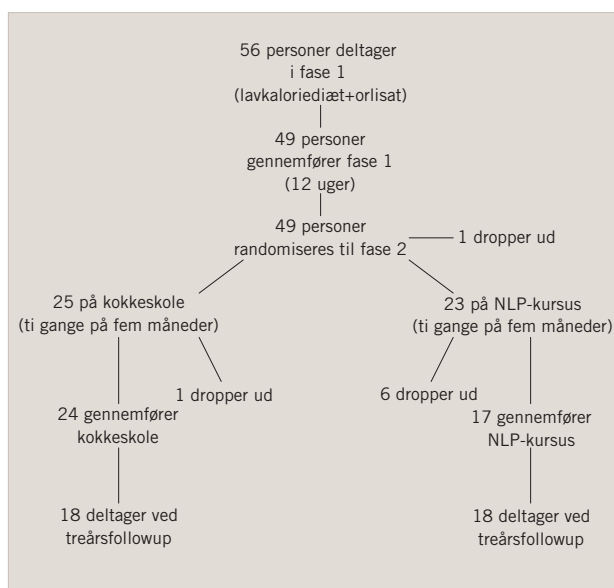 56 personer deltager
i fase 1
(lavkaloriediæt+orlisat)
49 personer
gennemfører fase 1
(12 uger)
49 personer
randomiseres til fase 2
1 dropper ud
25 på kokkeskole
(ti gange på fem måneder)
23 på NLP-kursus
(ti gange på fem måneder)
1 dropper ud
6 dropper ud
24 gennemfører
kokkeskole
17 gennemfører
NLP-kursus
18 deltager ved
treårsfollowup
18 deltager ved
treårsfollowup